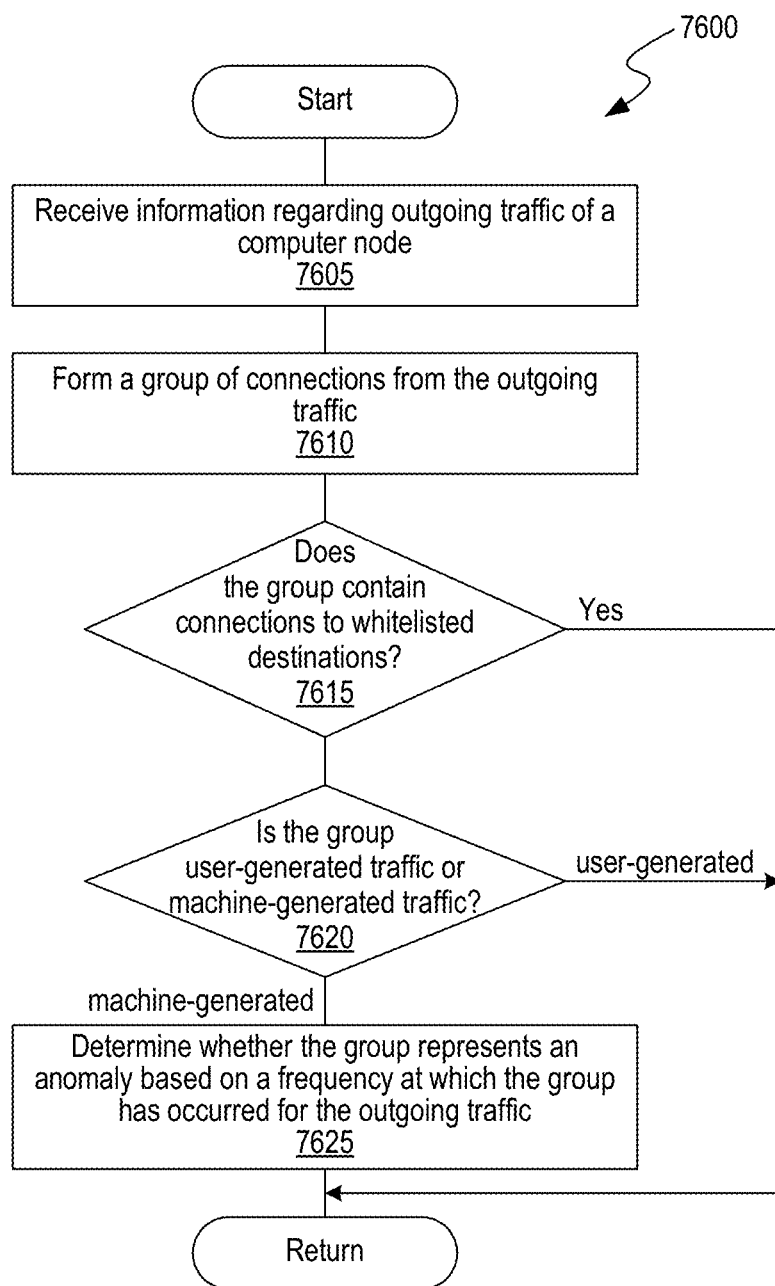 7600
Start
Receive information regarding outgoing traffic of a
computer node
7605
Form a group of connections from the outgoing
traffic
7610
Does
the group contain
connections to whitelisted
destinations?
7615
Yes
Is the group
user-generated traffic or
machine-generated traffic?
7620
user-generated
machine-generated
Determine whether the group represents an
anomaly based on a frequency at which the group
has occurred for the outgoing traffic
7625
Return